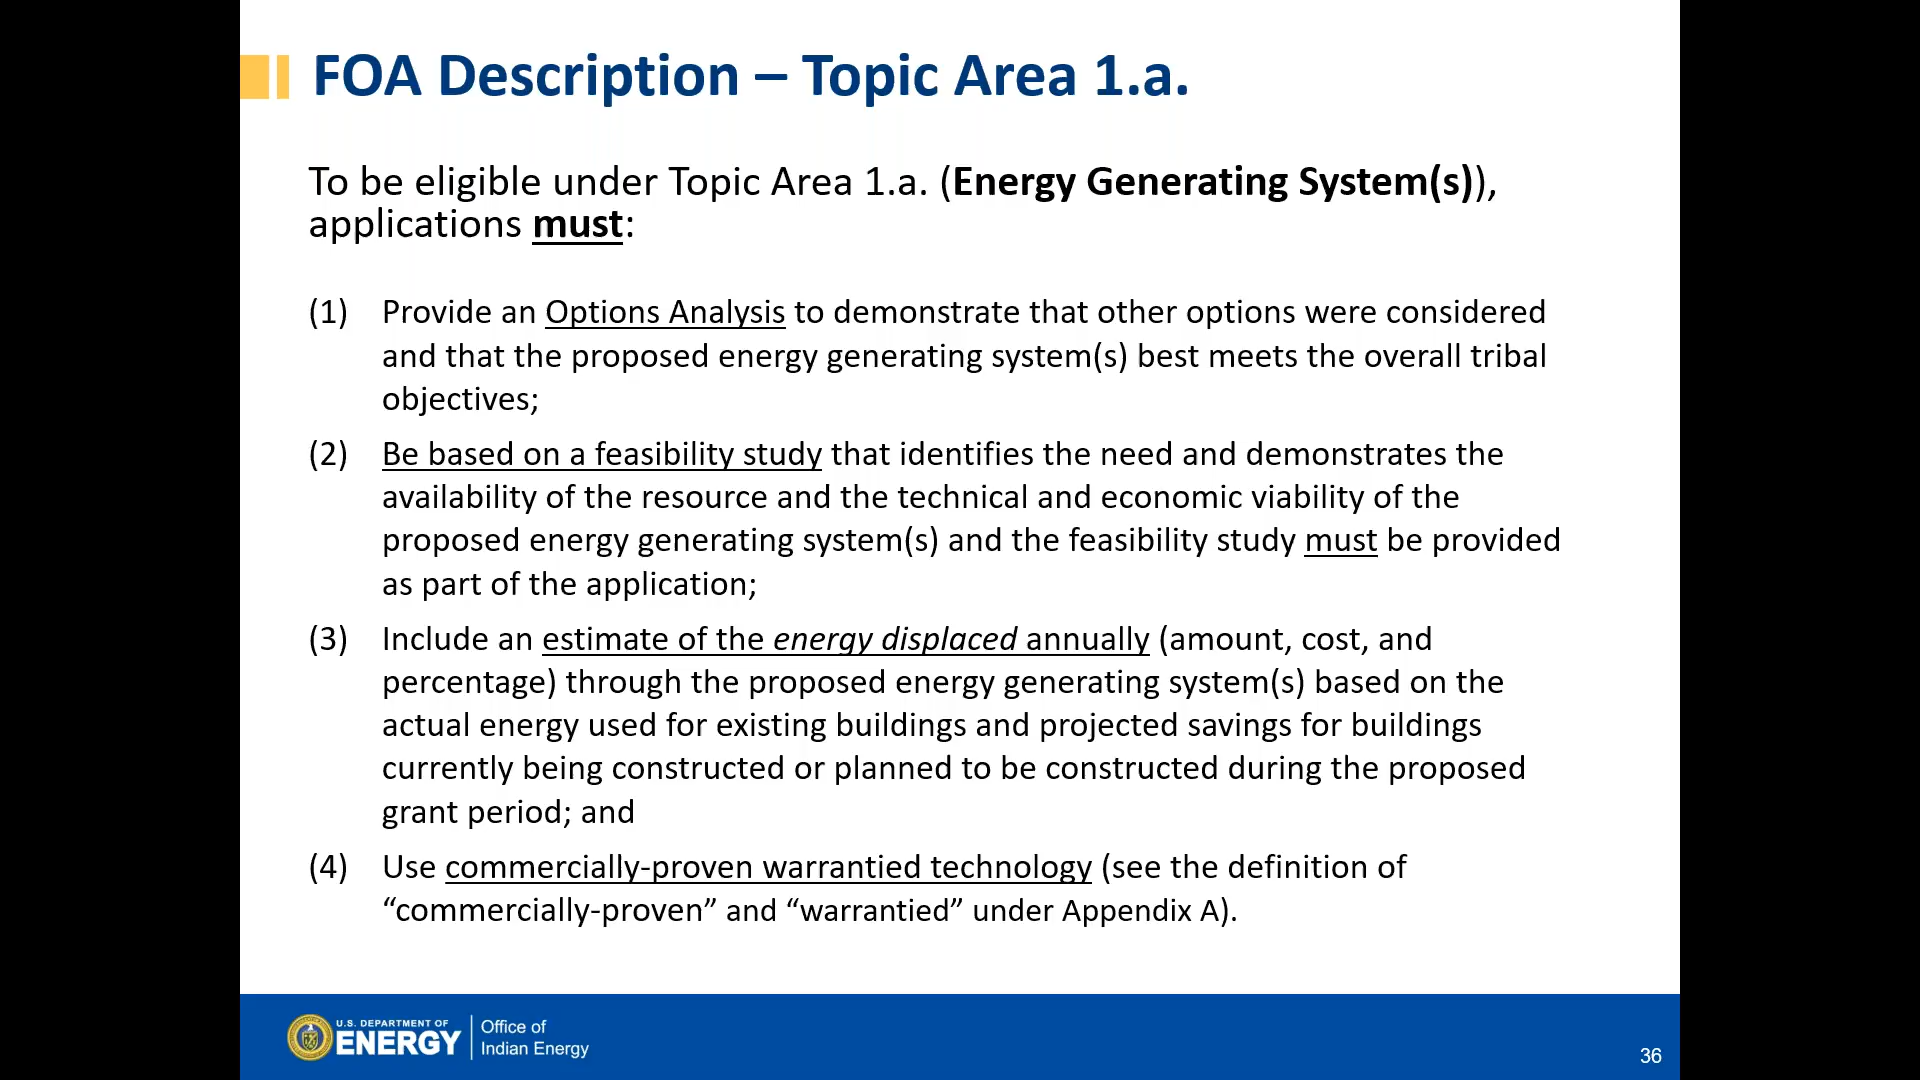 FOA Description – Topic Area 1.a.
To be eligible under Topic Area 1.a. (Energy Generating System(s)),
applications must:
(1) Provide an Options Analysis to demonstrate that other options were considered
and that the proposed energy generating system(s) best meets the overall tribal
objectives;
(2) Be based on a feasibility study that identifies the need and demonstrates the
availability of the resource and the technical and economic viability of the
proposed energy generating system(s) and the feasibility study must be provided
as part of the application;
(3) Include an estimate of the energy displaced annually (amount, cost, and
percentage) through the proposed energy generating system(s) based on the
actual energy used for existing buildings and projected savings for buildings
currently being constructed or planned to be constructed during the proposed
grant period; and
(4) Use commercially-proven warrantied technology (see the definition of
“commercially-proven” and “warrantied” under Appendix A).
U.S. DEPARTMENT OF
ENERGY
Office of
Indian Energy
36